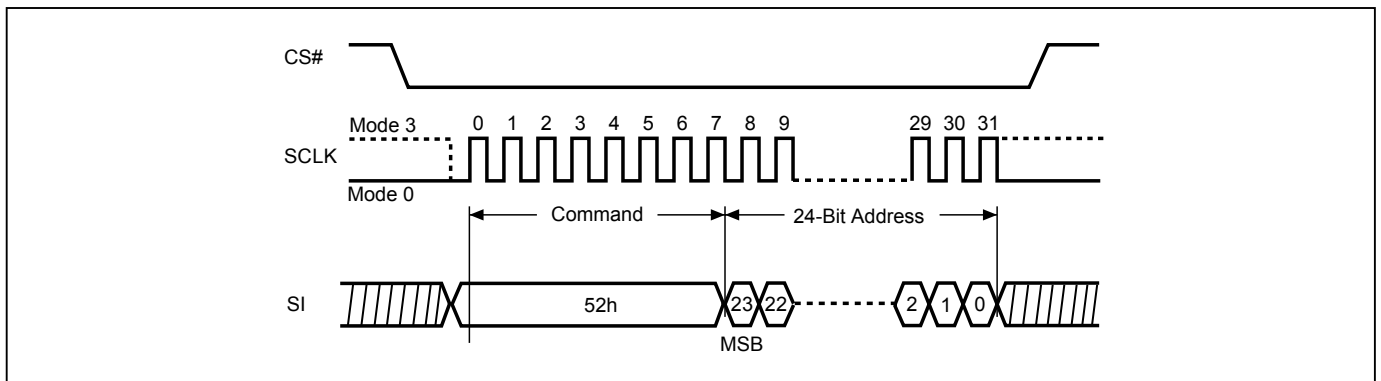 CS#
Mode 3
0 1 2 3 4 5 6 7 8 9 29 30 31
SCLK
Mode 0
Command 24-Bit Address
SI 52h 23 22 2 1 0
MSB